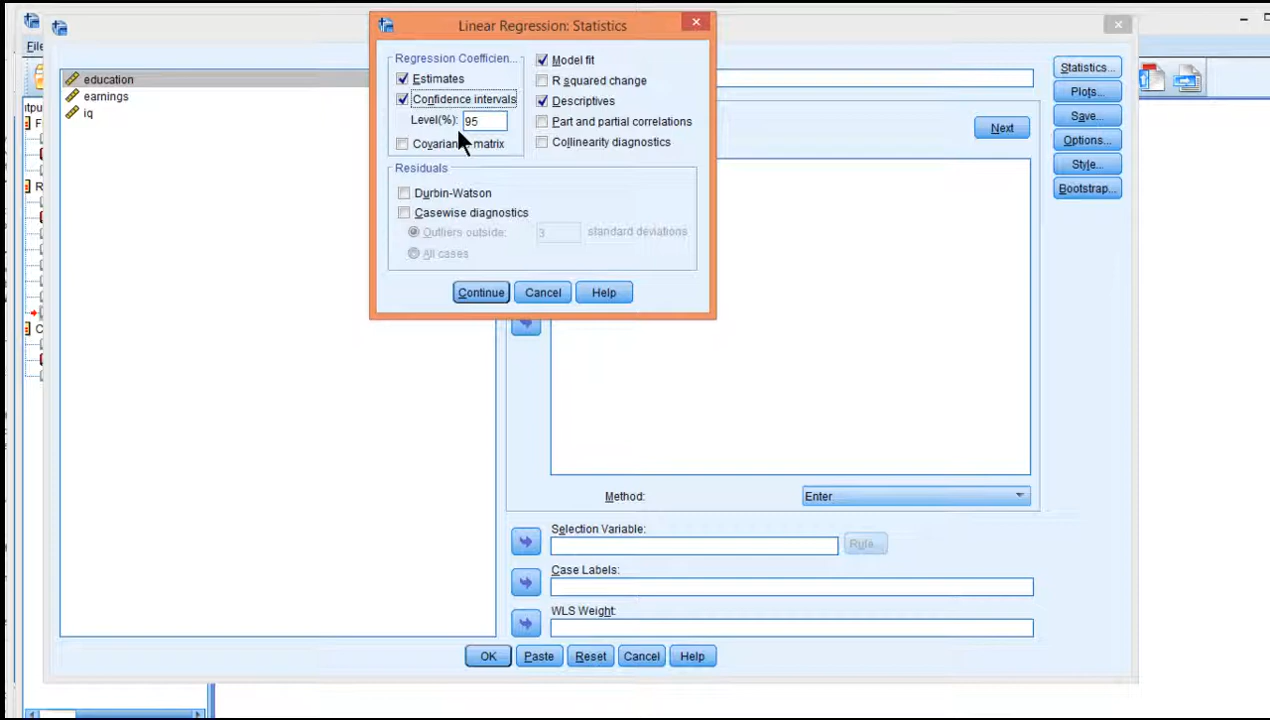 Linear Regression: Statistics
File
Regression Coefficien...
Estimates
Confidence intervals
Level(%): 95
matrix
Model fit
R squared change
Descriptives
Part and partial correlations
Collinearity diagnostics
Residuals
Durbin-Watson
Casewise diagnostics
Outliers outside: 3 standard deviations
All cases
Continue Cancel Help
education
earnings
iq
Statistics...
Plots...
Save...
Options...
Style...
Bootstrap...
Next
Method: Enter
Selection Variable:
Rule...
Case Labels:
WLS Weight:
OK Paste Reset Cancel Help